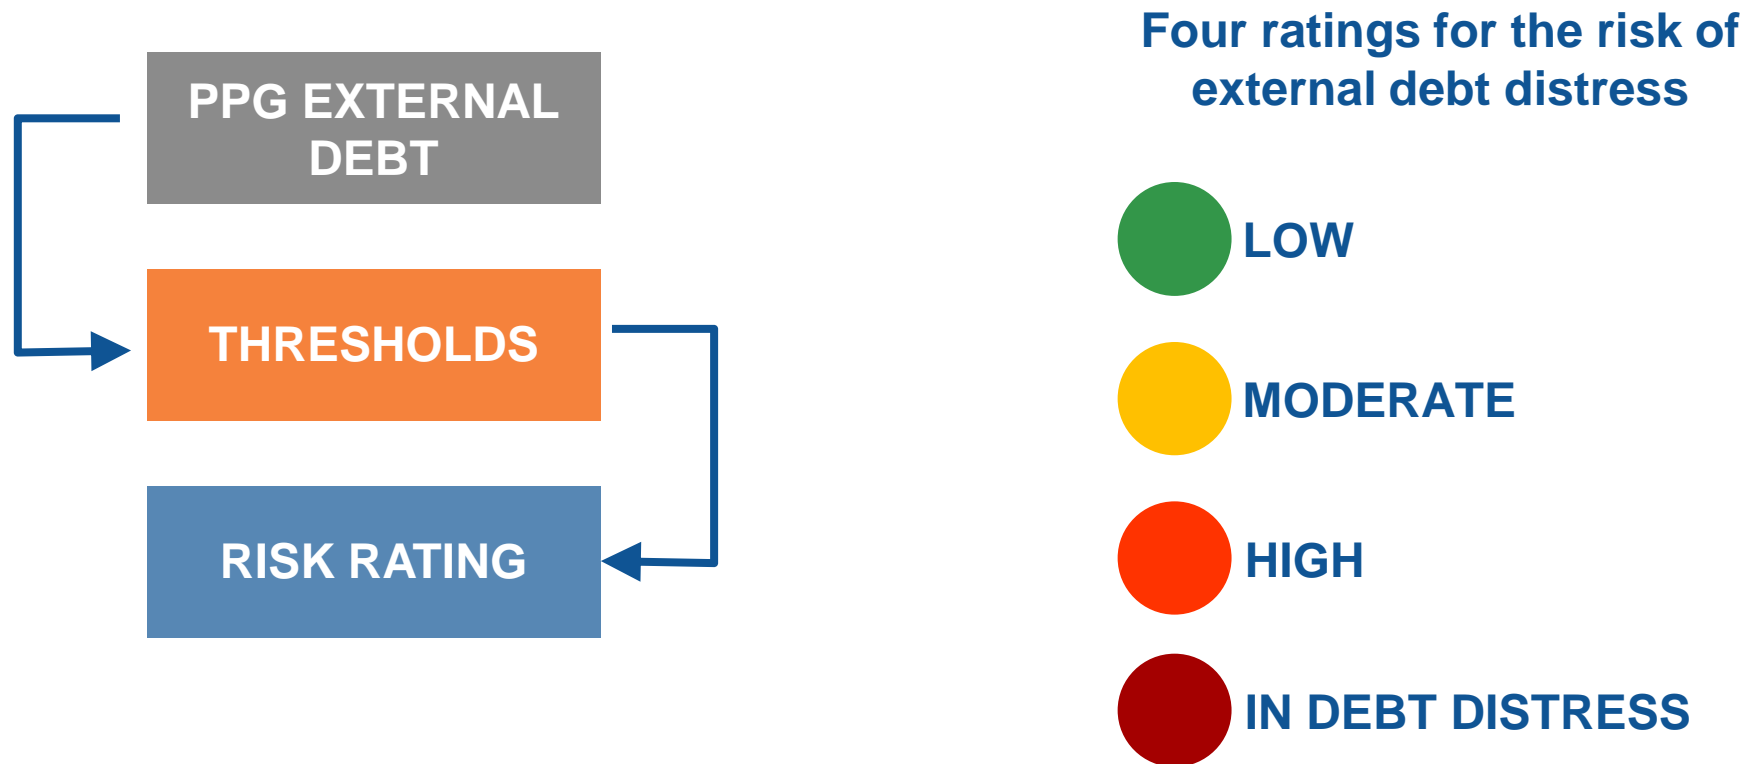 PPG EXTERNAL
DEBT
THRESHOLDS
RISK RATING
Four ratings for the risk of
external debt distress
LOW
MODERATE
HIGH
IN DEBT DISTRESS